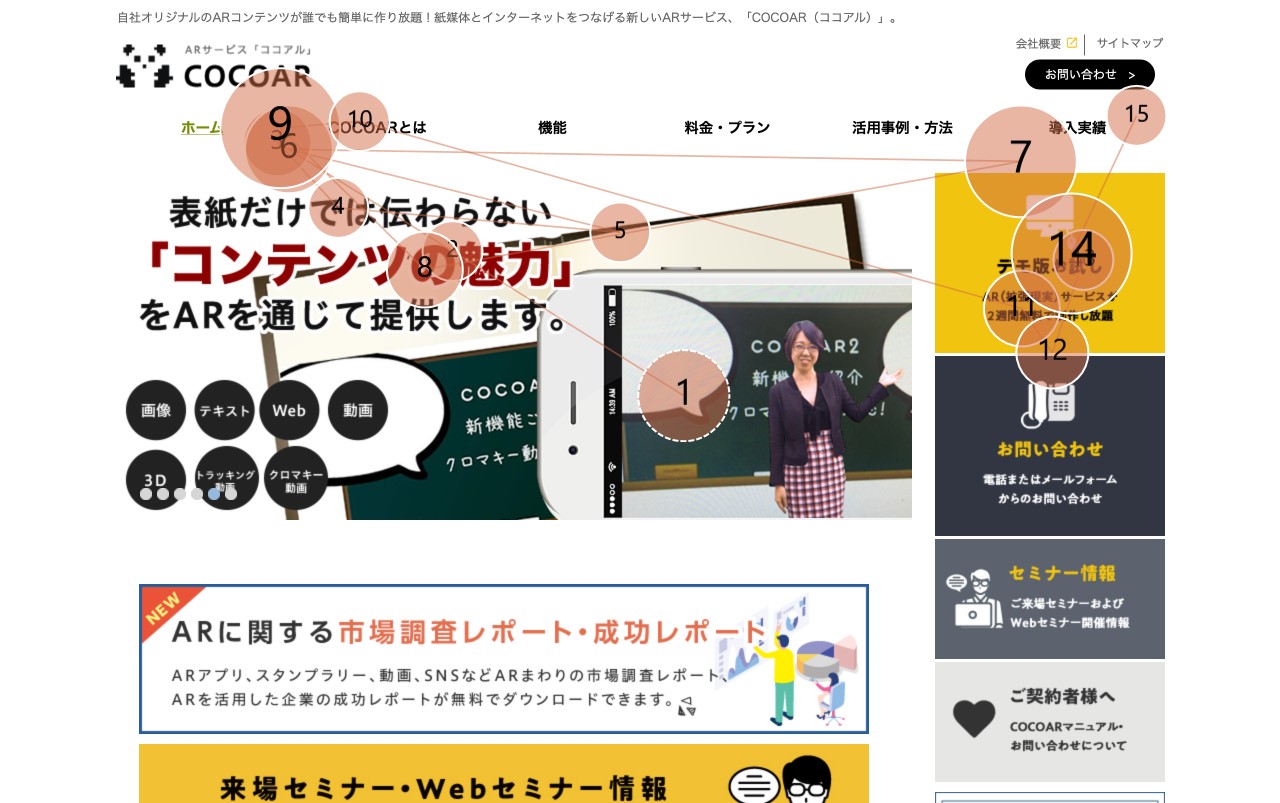 自社オリジナルのARコンテンツが誰でも簡単に作り放題！紙媒体とインターネットをつなげる新しいARサービス、「COCOAR（ココアル）」。
ARサービス「ココアル」
COCOAR
会社概要
サイトマップ
お問い合わせ >
ホーム
COCOARとは
機能
料金・プラン
活用事例・方法
導入実績
9
10
15
3
6
7
4
5
2
8
14
11
12
1
表紙だけでは伝わらない
「コンテンツの魅力」
をARを通じて提供します。
画像
テキスト
Web
動画
3D
トラッキング
動画
クロマキー
動画
COCOA
新機能ご
クロマキー動
100%
COCOAR2
デモ版お試し
AR（拡張現実）サービスが
2週間無料で操作し放題
お問い合わせ
電話またはメールフォーム
からのお問い合わせ
セミナー情報
ご来場セミナーおよび
Webセミナー開催情報
ご契約者様へ
COCOARマニュアル・
お問い合わせについて
NEW
ARに関する市場調査レポート・成功レポート
ARアプリ、スタンプラリー、動画、SNSなどARまわりの市場調査レポート、
ARを活用した企業の成功レポートが無料でダウンロードできます。
来場セミナー・Webセミナー情報